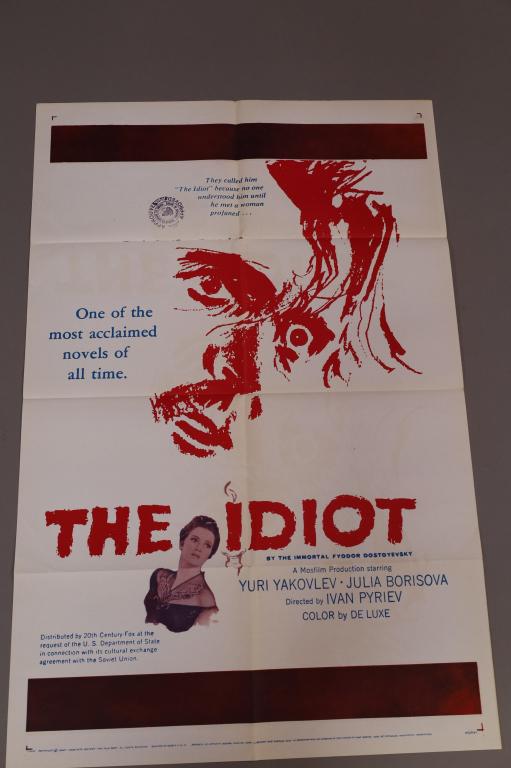 They called him
"The Idiot" because no one
understood him until
he met a woman
profaned . . .
One of the
most acclaimed
novels of
all time.
THE IDIOT
BY THE IMMORTAL FYODOR DOSTOYEVSKY
A Mosfilm Production starring
YURI YAKOVLEV · JULIA BORISOVA
Directed by IVAN PYRIEV
COLOR by DE LUXE
Distributed by 20th Century-Fox at the
request of the U. S. Department of State
in connection with its cultural exchange
agreement with the Soviet Union.